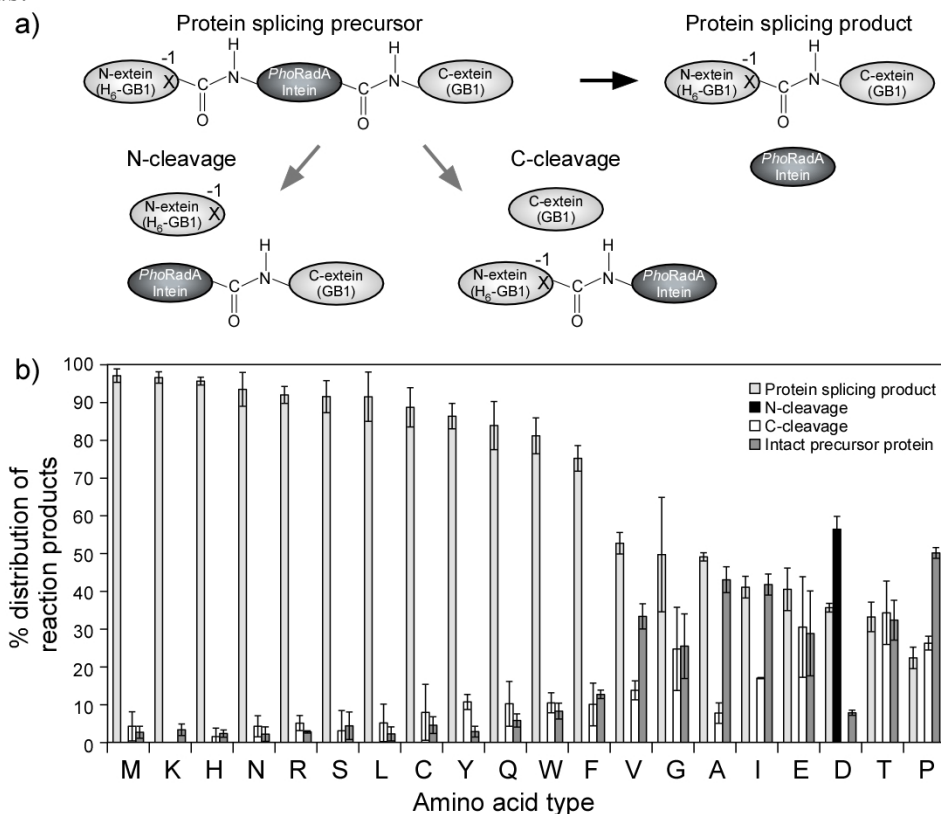 a)
Protein splicing precursor
Protein splicing product
N-extein
(H6-GB1)
-1
X
C
O
N
H
PhoRadA
Intein
C
O
N
H
C-extein
(GB1)
N-extein
(H6-GB1)
-1
X
C
O
N
H
C-extein
(GB1)
PhoRadA
Intein
N-cleavage
C-cleavage
N-extein
(H6-GB1)
-1
X
C-extein
(GB1)
PhoRadA
Intein
C
O
N
H
C-extein
(GB1)
N-extein
(H6-GB1)
-1
X
C
O
N
H
PhoRadA
Intein
b)
% distribution of
reaction products
100
90
80
70
60
50
40
30
20
10
0
Protein splicing product
N-cleavage
C-cleavage
Intact precursor protein
M K H N R S L C Y Q W F V G A I E D T P
Amino acid type